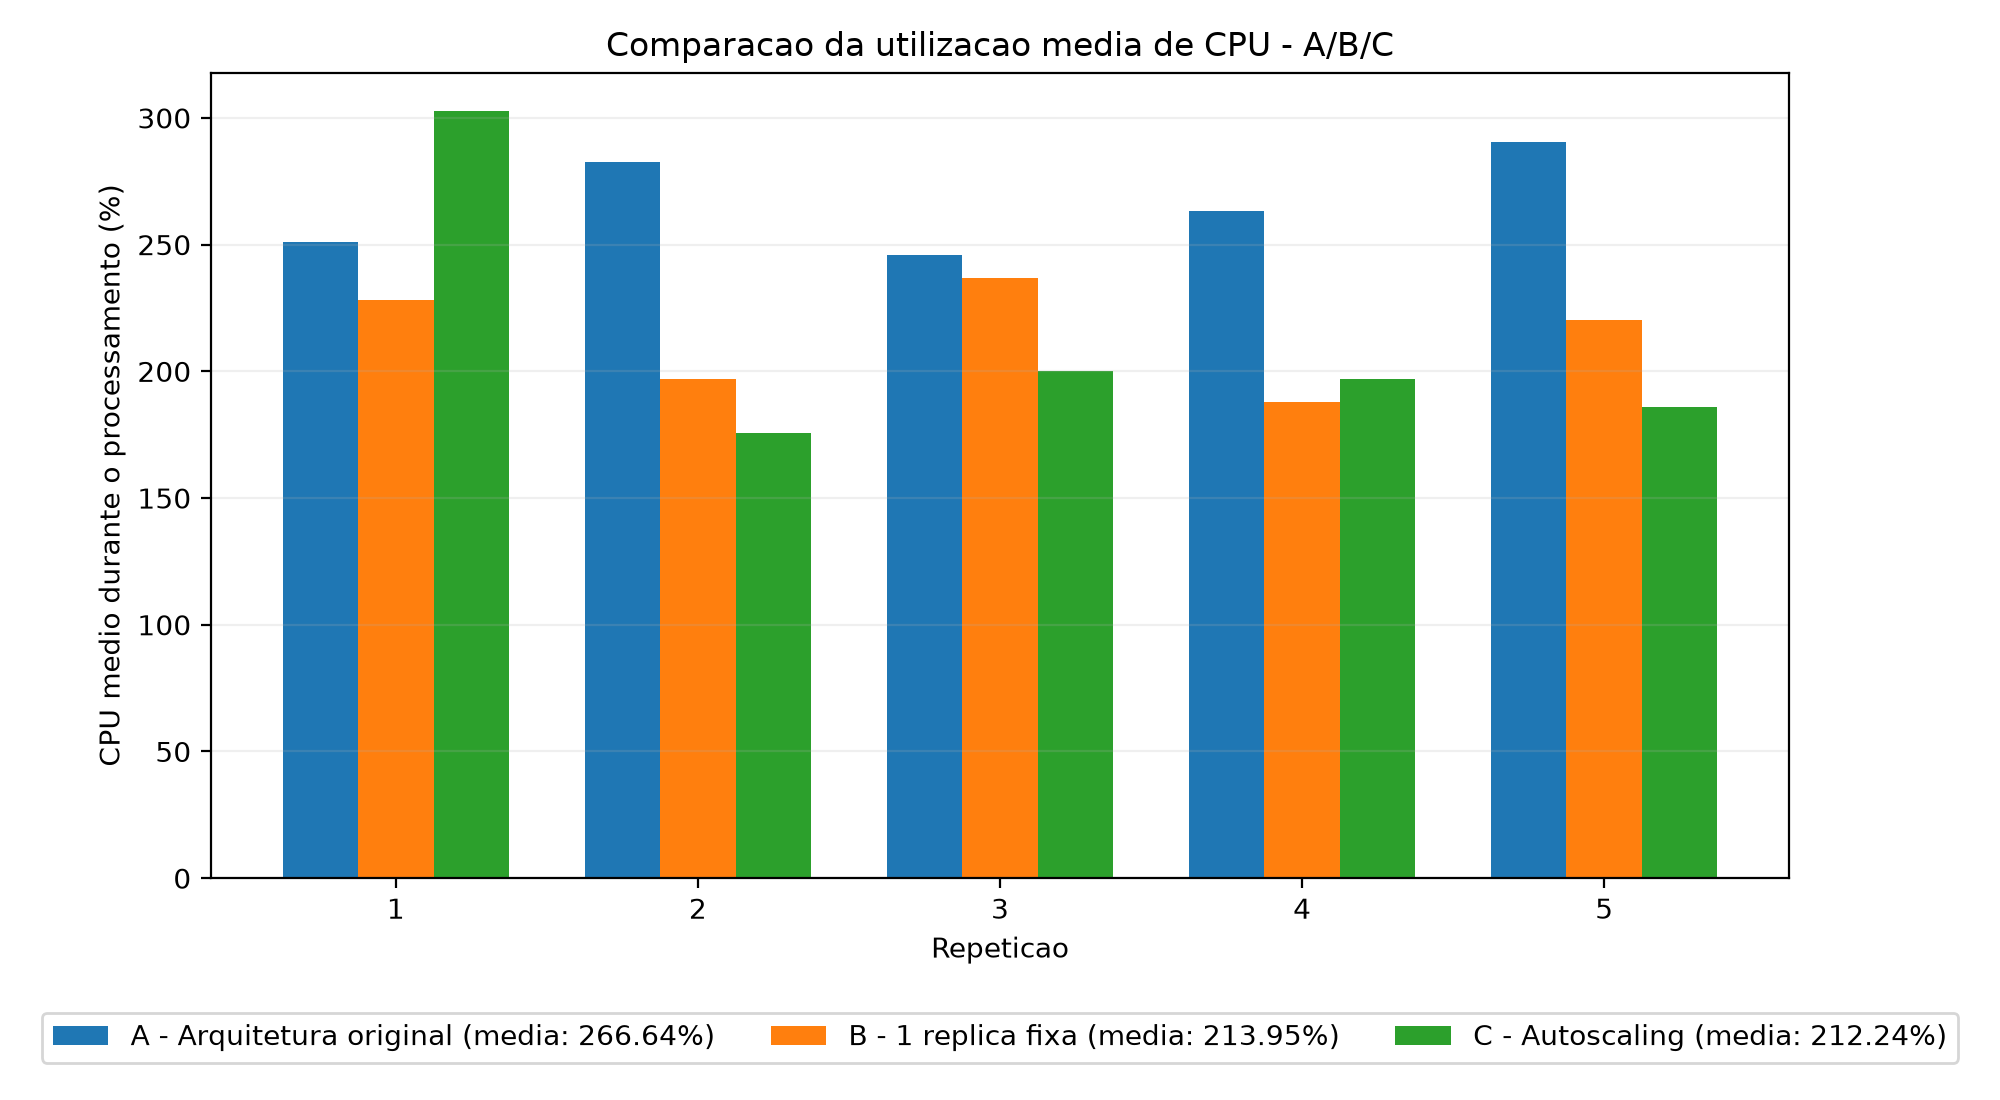 Comparacao da utilizacao media de CPU - A/B/C
CPU medio durante o processamento (%)
300
250
200
150
100
50
0
1 2 3 4 5
Repeticao
A - Arquitetura original (media: 266.64%) B - 1 replica fixa (media: 213.95%) C - Autoscaling (media: 212.24%)